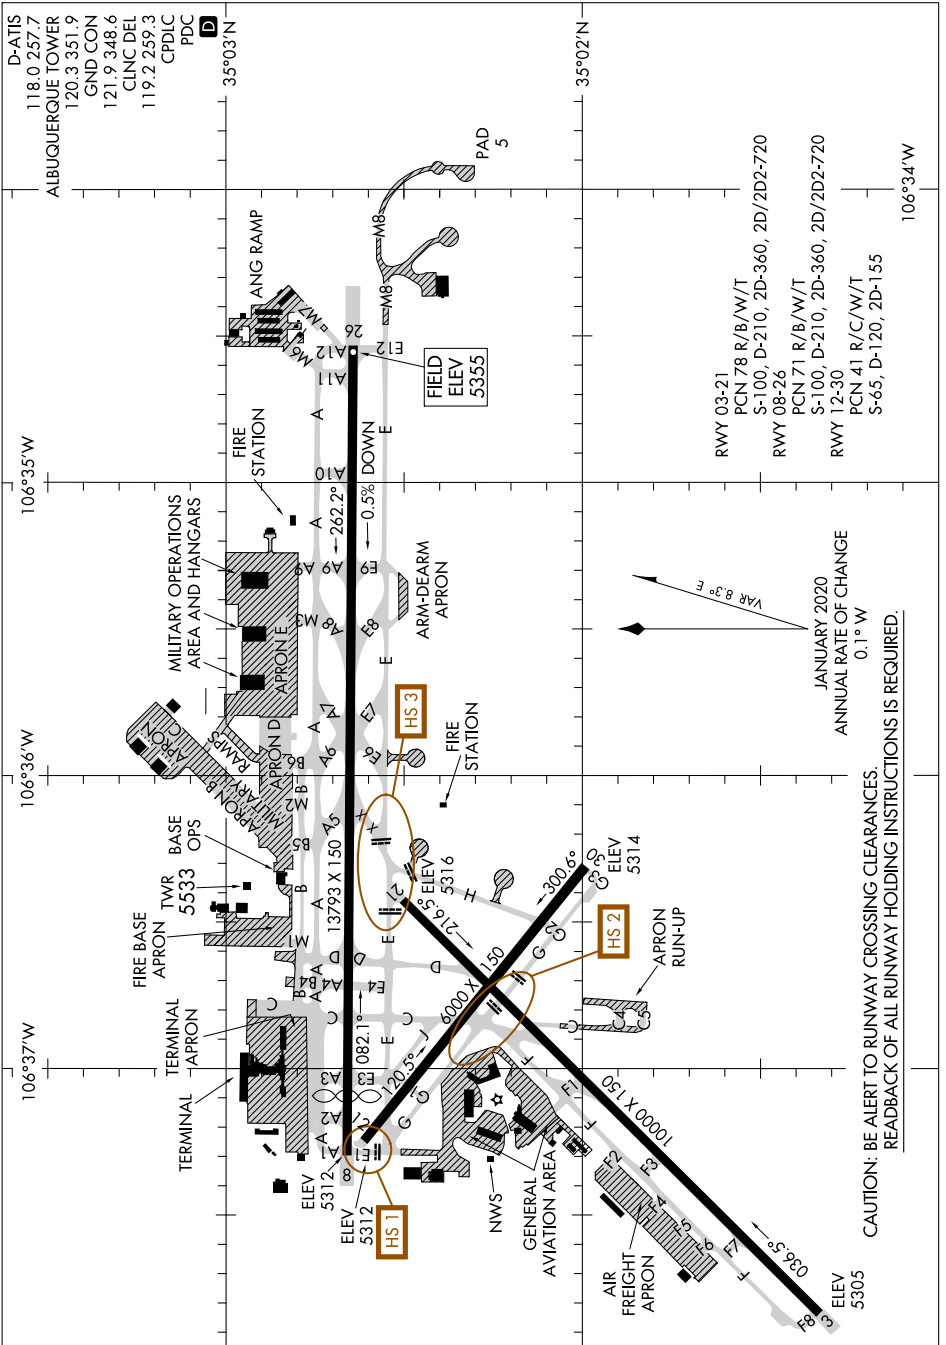 D-ATIS
118.0 257.7
ALBUQUERQUE TOWER
120.3 351.9
GND CON
121.9 348.6
CLNC DEL
119.2 259.3
CPDLC
PDC
D
35°03'N
35°02'N
106°34'W
106°35'W
106°35'W
106°36'W
106°36'W
106°37'W
106°37'W
PAD
5
ANG RAMP
M8
M8
M8
M7
M6
26
A12
E12
A11
FIELD
ELEV
5355
A
E
FIRE
STATION
A10
262.2°
0.5% DOWN
A
MILITARY OPERATIONS
AREA AND HANGARS
A9
A9
E9
APRON E
M3
A8
E8
ARM-DEARM
APRON
E
A
A7
E7
HS 3
APRON C
MILITARY RAMPS
APRON B
APRON D
B6
A6
E6
FIRE
STATION
M2
B
B5
A5
X
X
BASE
OPS
TWR
5533
B
A
13793 X 150
21
ELEV
5316
H
FIRE BASE
APRON
M1
216.5°
E
300.6°
30
G3
ELEV
5314
G2
G
HS 2
D
D
A
B4
A4
E4
B
A
C
C
C
082.1°
6000 X 150
J
E
APRON
RUN-UP
C
C4
C5
TERMINAL
APRON
TERMINAL
A3
E3
120.5°
G1
G
A2
12
A
A1
E1
8
ELEV
5312
ELEV
5312
HS 1
NWS
GENERAL
AVIATION AREA
F
F1
F
10000 X 150
F2
F3
F4
F5
F6
F7
F
AIR
FREIGHT
APRON
036.5°
F8
3
ELEV
5305
RWY 03-21
PCN 78 R/B/W/T
S-100, D-210, 2D-360, 2D/2D2-720
RWY 08-26
PCN 71 R/B/W/T
S-100, D-210, 2D-360, 2D/2D2-720
RWY 12-30
PCN 41 R/C/W/T
S-65, D-120, 2D-155
VAR 8.3° E
JANUARY 2020
ANNUAL RATE OF CHANGE
0.1° W
CAUTION: BE ALERT TO RUNWAY CROSSING CLEARANCES.
READBACK OF ALL RUNWAY HOLDING INSTRUCTIONS IS REQUIRED.